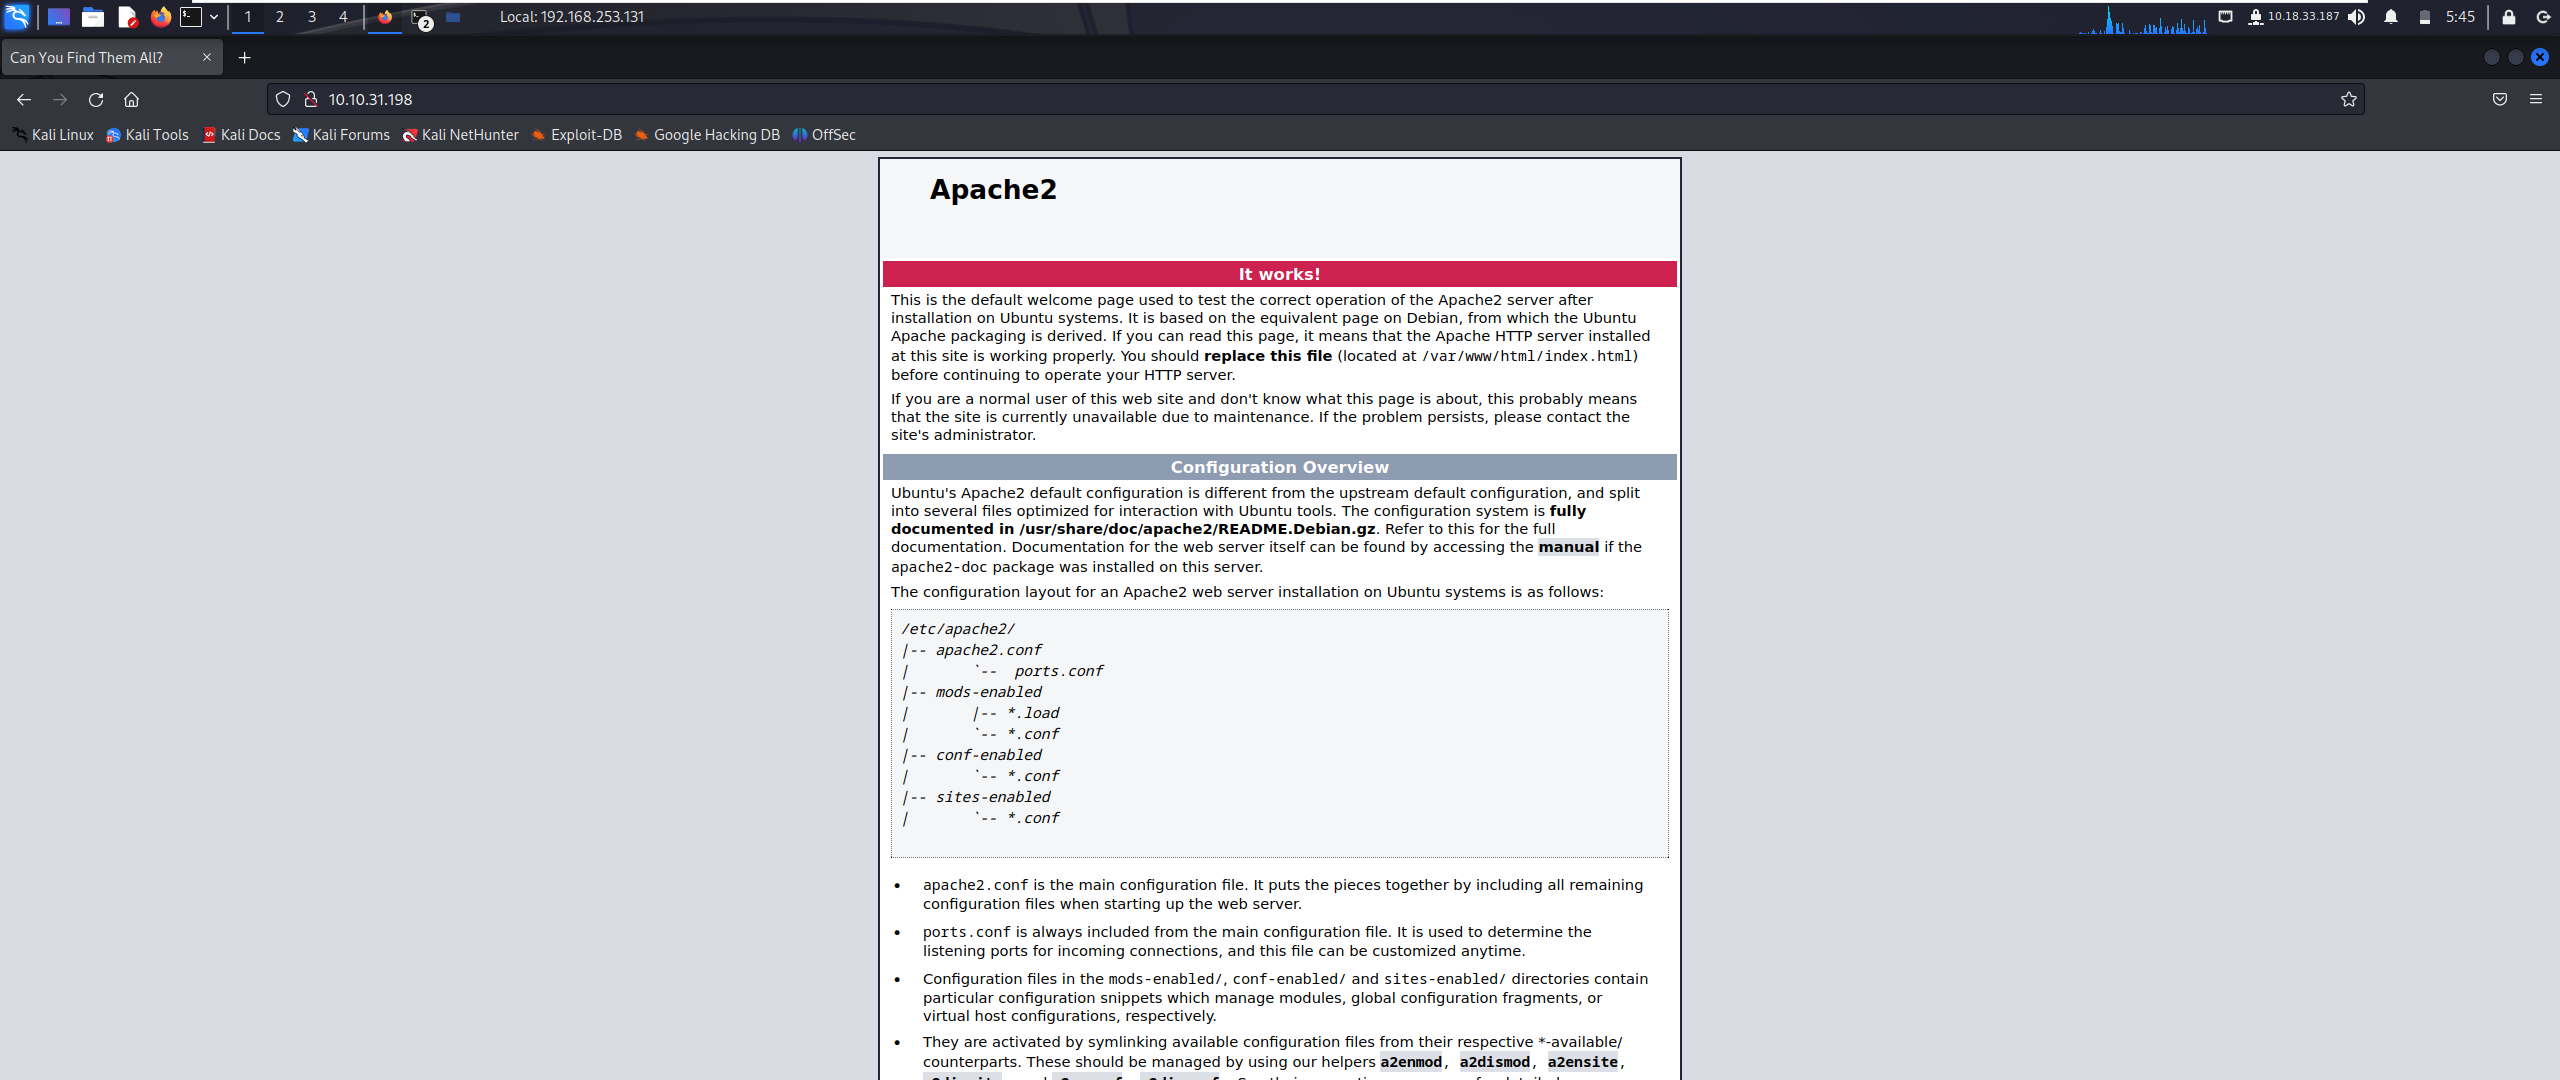 1 2 3 4 2 Local: 192.168.253.131 10.18.33.187 5:45
Can You Find Them All?
10.10.31.198
Kali Linux Kali Tools Kali Docs Kali Forums Kali NetHunter Exploit-DB Google Hacking DB OffSec
Apache2
It works!
This is the default welcome page used to test the correct operation of the Apache2 server after
installation on Ubuntu systems. It is based on the equivalent page on Debian, from which the Ubuntu
Apache packaging is derived. If you can read this page, it means that the Apache HTTP server installed
at this site is working properly. You should replace this file (located at /var/www/html/index.html)
before continuing to operate your HTTP server.
If you are a normal user of this web site and don't know what this page is about, this probably means
that the site is currently unavailable due to maintenance. If the problem persists, please contact the
site's administrator.
Configuration Overview
Ubuntu's Apache2 default configuration is different from the upstream default configuration, and split
into several files optimized for interaction with Ubuntu tools. The configuration system is fully
documented in /usr/share/doc/apache2/README.Debian.gz. Refer to this for the full
documentation. Documentation for the web server itself can be found by accessing the manual if the
apache2-doc package was installed on this server.
The configuration layout for an Apache2 web server installation on Ubuntu systems is as follows:
/etc/apache2/
|-- apache2.conf
|       `--  ports.conf
|-- mods-enabled
|       |-- *.load
|       `-- *.conf
|-- conf-enabled
|       `-- *.conf
|-- sites-enabled
|       `-- *.conf
• apache2.conf is the main configuration file. It puts the pieces together by including all remaining
configuration files when starting up the web server.
• ports.conf is always included from the main configuration file. It is used to determine the
listening ports for incoming connections, and this file can be customized anytime.
• Configuration files in the mods-enabled/, conf-enabled/ and sites-enabled/ directories contain
particular configuration snippets which manage modules, global configuration fragments, or
virtual host configurations, respectively.
• They are activated by symlinking available configuration files from their respective *-available/
counterparts. These should be managed by using our helpers a2enmod, a2dismod, a2ensite,